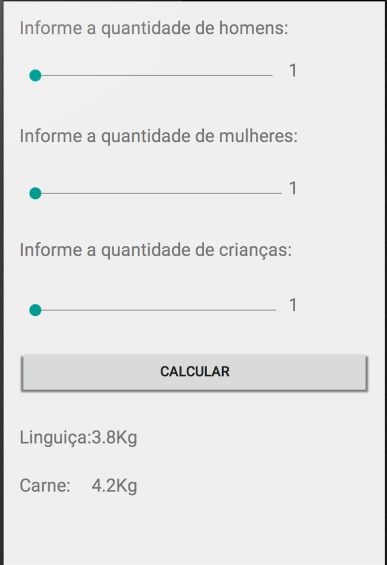 Informe a quantidade de homens:
1
Informe a quantidade de mulheres:
1
Informe a quantidade de crianças:
1
CALCULAR
Linguiça:3.8Kg
Carne: 4.2Kg